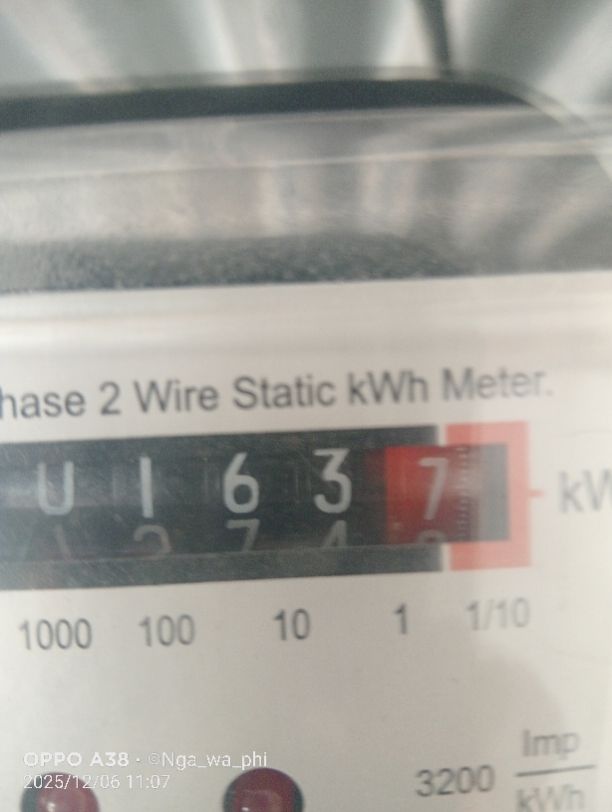 hase 2 Wire Static kWh Meter.
0 1 6 3 7 kW
1000 100 10 1 1/10
Imp
3200
kWh
OPPO A38 · ©Nga_wa_phi
2025/12/06 11:07